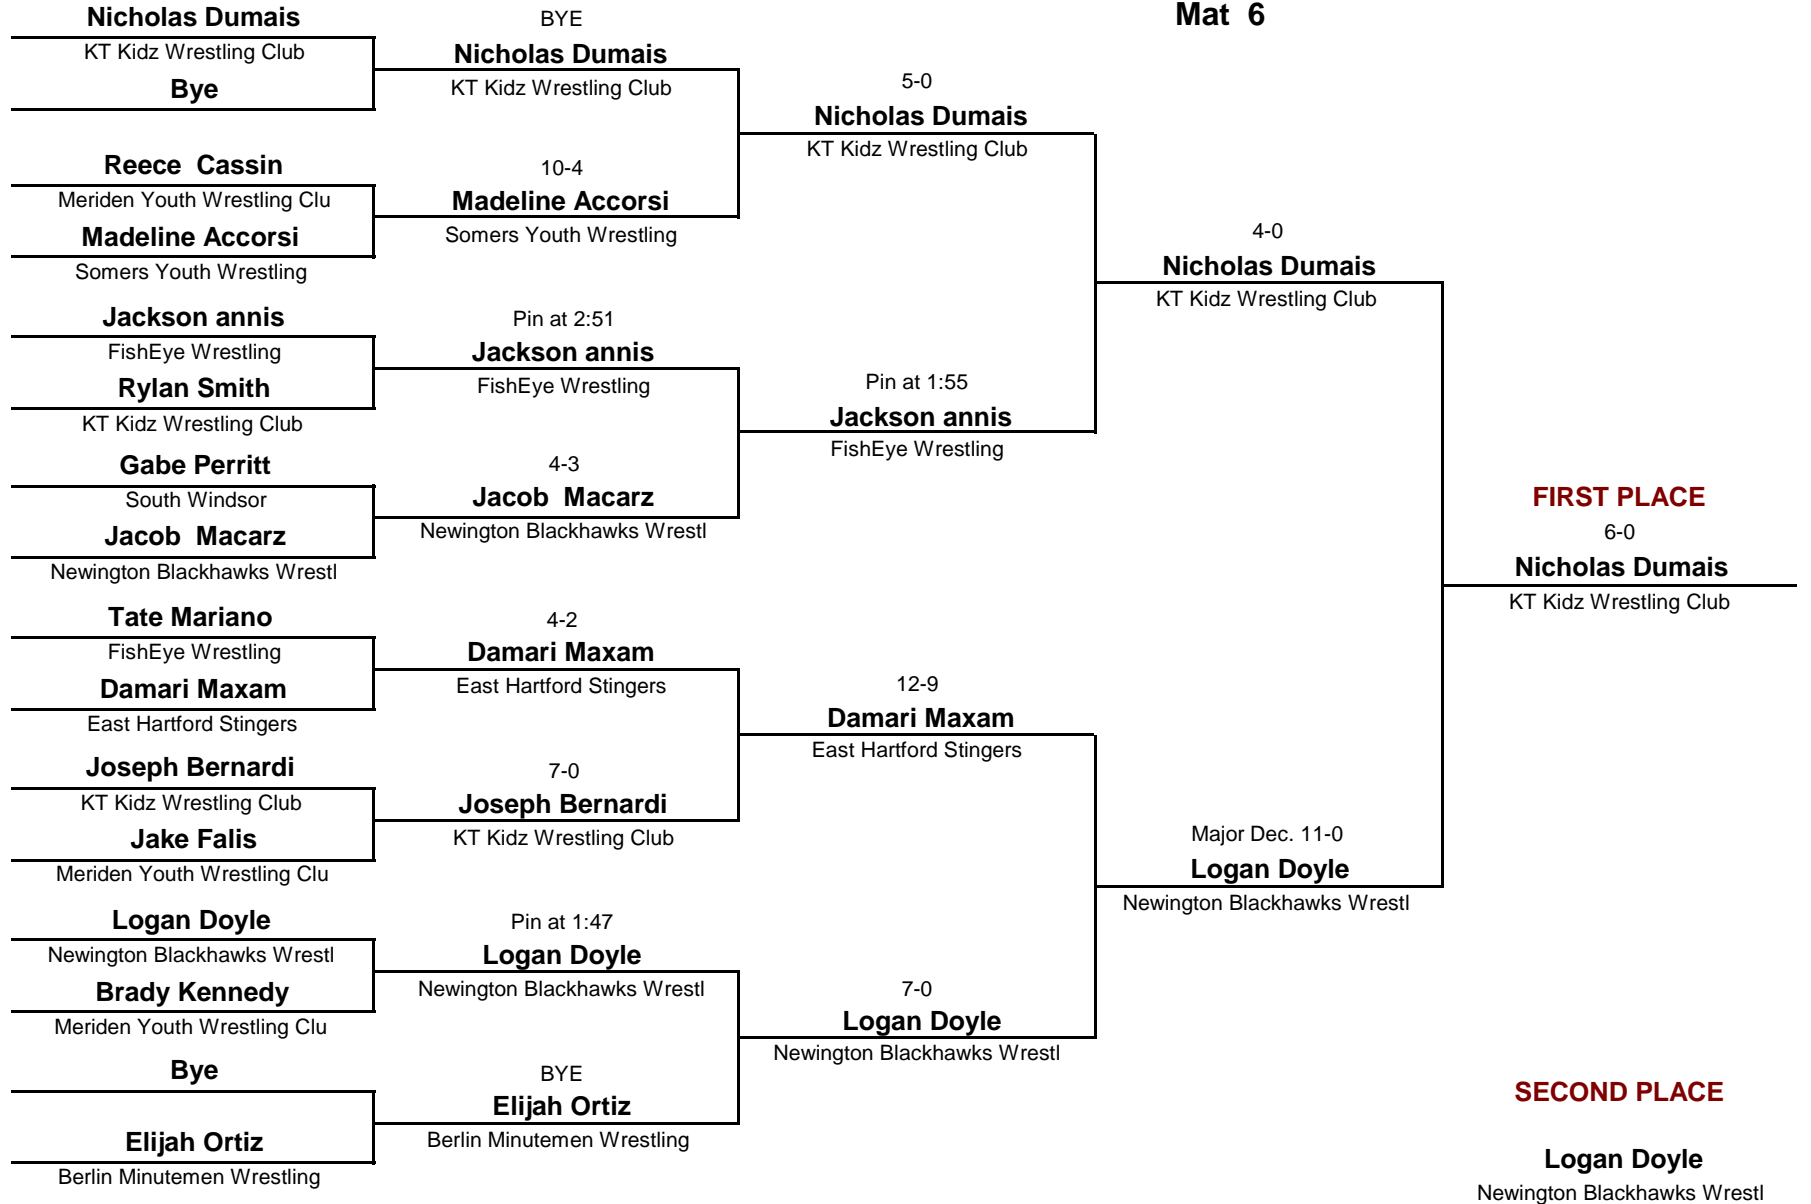 Mat  6
Nicholas Dumais
KT Kidz Wrestling Club
Bye
Reece  Cassin
Meriden Youth Wrestling Clu
Madeline Accorsi
Somers Youth Wrestling
Jackson annis
FishEye Wrestling
Rylan Smith
KT Kidz Wrestling Club
Gabe Perritt
South Windsor
Jacob  Macarz
Newington Blackhawks Wrestl
Tate Mariano
FishEye Wrestling
Damari Maxam
East Hartford Stingers
Joseph Bernardi
KT Kidz Wrestling Club
Jake Falis
Meriden Youth Wrestling Clu
Logan Doyle
Newington Blackhawks Wrestl
Brady Kennedy
Meriden Youth Wrestling Clu
Bye
Elijah Ortiz
Berlin Minutemen Wrestling
BYE
Nicholas Dumais
KT Kidz Wrestling Club
10-4
Madeline Accorsi
Somers Youth Wrestling
Pin at 2:51
Jackson annis
FishEye Wrestling
4-3
Jacob  Macarz
Newington Blackhawks Wrestl
4-2
Damari Maxam
East Hartford Stingers
7-0
Joseph Bernardi
KT Kidz Wrestling Club
Pin at 1:47
Logan Doyle
Newington Blackhawks Wrestl
BYE
Elijah Ortiz
Berlin Minutemen Wrestling
5-0
Nicholas Dumais
KT Kidz Wrestling Club
Pin at 1:55
Jackson annis
FishEye Wrestling
12-9
Damari Maxam
East Hartford Stingers
7-0
Logan Doyle
Newington Blackhawks Wrestl
4-0
Nicholas Dumais
KT Kidz Wrestling Club
Major Dec. 11-0
Logan Doyle
Newington Blackhawks Wrestl
FIRST PLACE
6-0
Nicholas Dumais
KT Kidz Wrestling Club
SECOND PLACE
Logan Doyle
Newington Blackhawks Wrestl